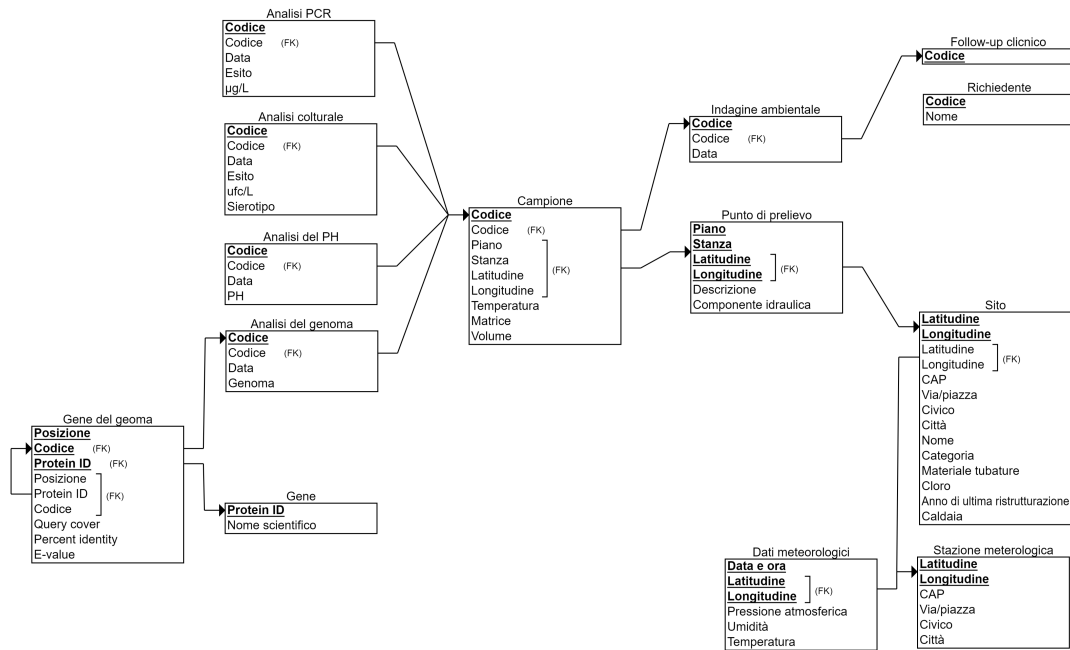 Analisi PCR
Codice
Codice (FK)
Data
Esito
µg/L
Analisi colturale
Codice
Codice (FK)
Data
Esito
ufc/L
Sierotipo
Analisi del PH
Codice
Codice (FK)
Data
PH
Analisi del genoma
Codice
Codice (FK)
Data
Genoma
Gene del geoma
Posizione
Codice (FK)
Protein ID (FK)
Posizione
Protein ID (FK)
Codice
Query cover
Percent identity
E-value
Gene
Protein ID
Nome scientifico
Campione
Codice
Codice (FK)
Piano
Stanza
(FK)
Latitudine
Longitudine
Temperatura
Matrice
Volume
Indagine ambientale
Codice
Codice (FK)
Data
Punto di prelievo
Piano
Stanza
Latitudine
(FK)
Longitudine
Descrizione
Componente idraulica
Follow-up clicnico
Codice
Richiedente
Codice
Nome
Sito
Latitudine
Longitudine
Latitudine
(FK)
Longitudine
CAP
Via/piazza
Civico
Città
Nome
Categoria
Materiale tubature
Cloro
Anno di ultima ristrutturazione
Caldaia
Dati meteorologici
Data e ora
Latitudine
(FK)
Longitudine
Pressione atmosferica
Umidità
Temperatura
Stazione meterologica
Latitudine
Longitudine
CAP
Via/piazza
Civico
Città